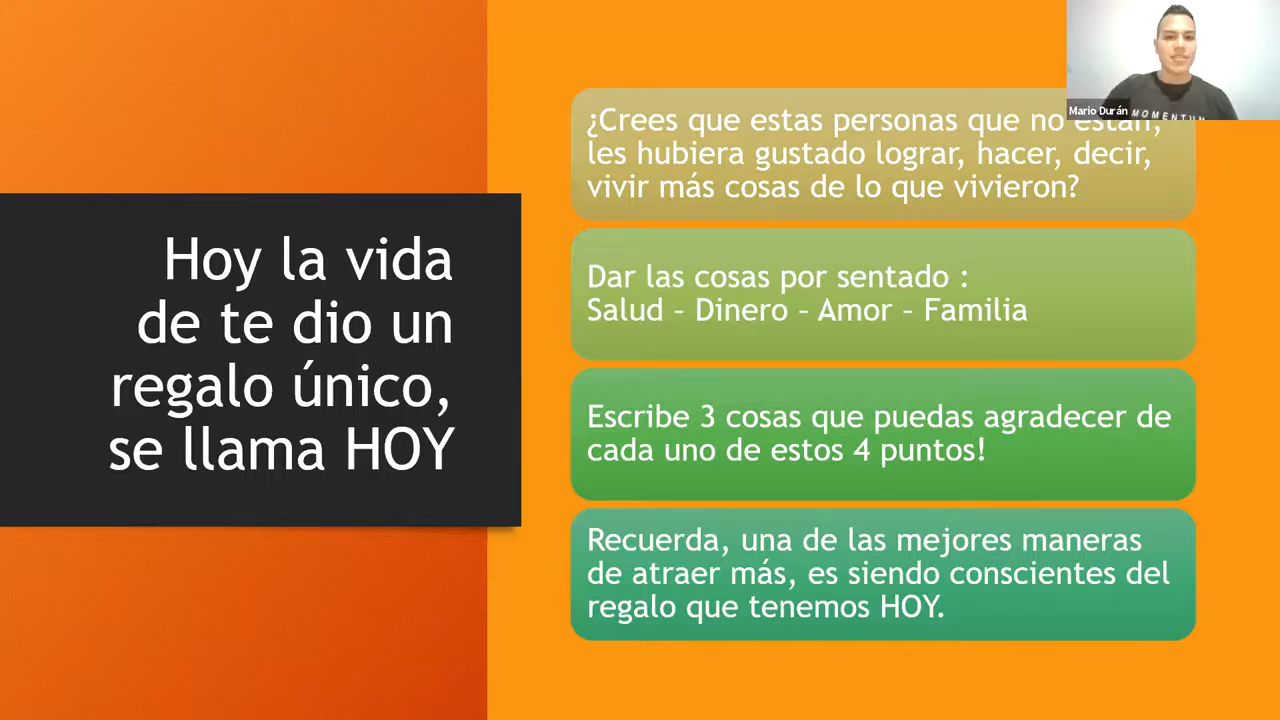 Hoy la vida
de te dio un
regalo único,
se llama HOY
¿Crees que estas personas que no están,
les hubiera gustado lograr, hacer, decir,
vivir más cosas de lo que vivieron?
Dar las cosas por sentado :
Salud – Dinero – Amor – Familia
Escribe 3 cosas que puedas agradecer de
cada uno de estos 4 puntos!
Recuerda, una de las mejores maneras
de atraer más, es siendo conscientes del
regalo que tenemos HOY.
Mario Durán
MOMENTUM